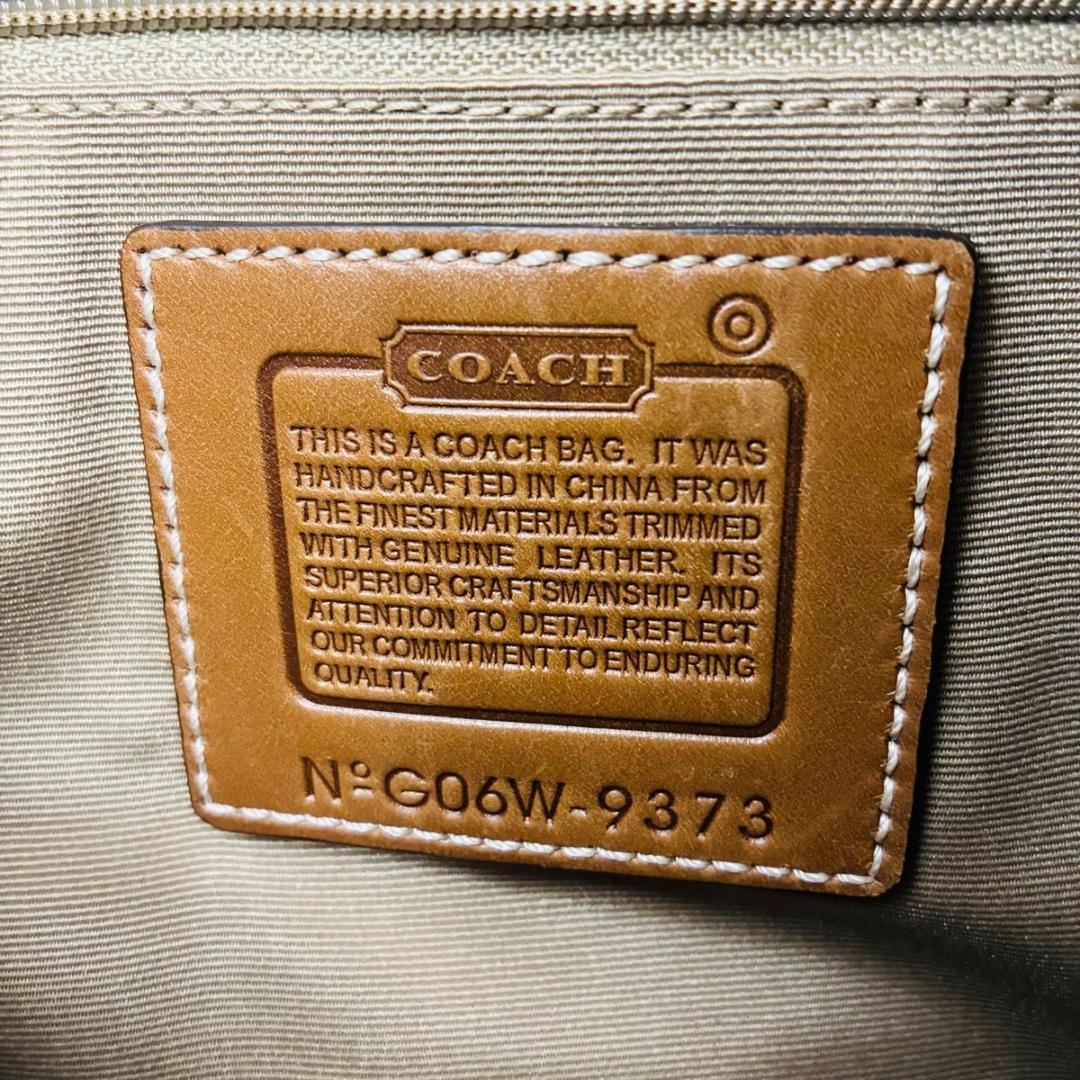 COACH
THIS IS A COACH BAG. IT WAS
HANDCRAFTED IN CHINA FROM
THE FINEST MATERIALS TRIMMED
WITH GENUINE LEATHER. ITS
SUPERIOR CRAFTSMANSHIP AND
ATTENTION TO DETAIL REFLECT
OUR COMMITMENT TO ENDURING
QUALITY.
Nº G06W-9373